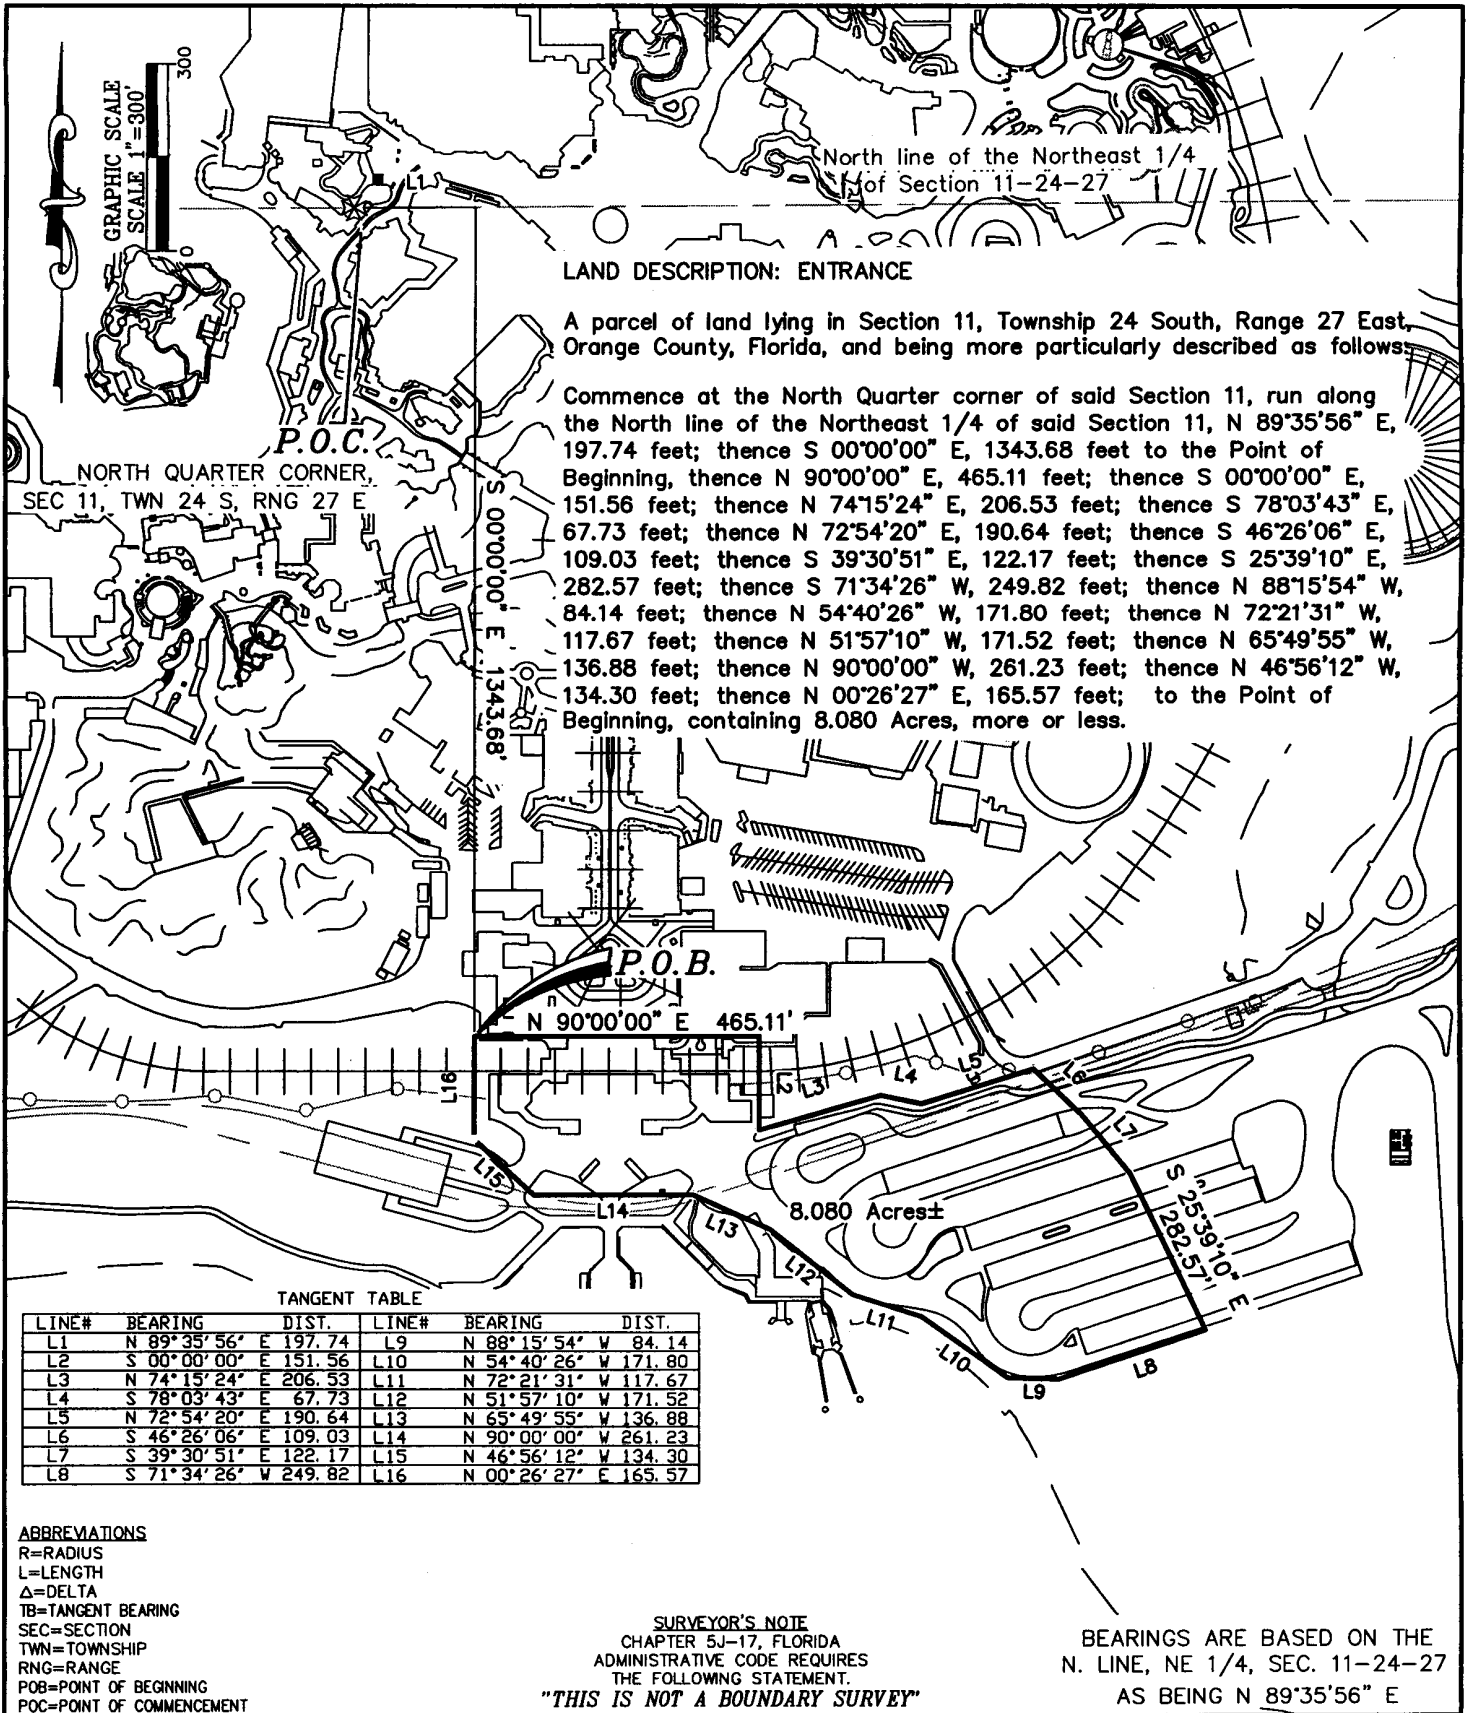 300
GRAPHIC SCALE
SCALE 1"=300'
0
L1
North line of the Northeast 1/4
of Section 11-24-27
LAND DESCRIPTION: ENTRANCE
A parcel of land lying in Section 11, Township 24 South, Range 27 East,
Orange County, Florida, and being more particularly described as follows:
Commence at the North Quarter corner of said Section 11, run along
the North line of the Northeast 1/4 of said Section 11, N 89°35'56" E,
197.74 feet; thence S 00°00'00" E, 1343.68 feet to the Point of
Beginning, thence N 90°00'00" E, 465.11 feet; thence S 00°00'00" E,
151.56 feet; thence N 74°15'24" E, 206.53 feet; thence S 78°03'43" E,
67.73 feet; thence N 72°54'20" E, 190.64 feet; thence S 46°26'06" E,
109.03 feet; thence S 39°30'51" E, 122.17 feet; thence S 25°39'10" E,
282.57 feet; thence S 71°34'26" W, 249.82 feet; thence N 88°15'54" W,
84.14 feet; thence N 54°40'26" W, 171.80 feet; thence N 72°21'31" W,
117.67 feet; thence N 51°57'10" W, 171.52 feet; thence N 65°49'55" W,
136.88 feet; thence N 90°00'00" W, 261.23 feet; thence N 46°56'12" W,
134.30 feet; thence N 00°26'27" E, 165.57 feet; to the Point of
Beginning, containing 8.080 Acres, more or less.
P.O.C.
NORTH QUARTER CORNER,
SEC 11, TWN 24 S, RNG 27 E
S 00°00'00" E 1343.68'
P.O.B.
N 90°00'00" E 465.11'
L16
L2
L3
L4
L5
L6
L7
S 25°39'10" E
282.57'
L15
L14
L13
8.080 Acres±
L12
L11
L10
L9
L8
TANGENT TABLE
LINE# BEARING DIST. LINE# BEARING DIST.
L1 N 89°35'56" E 197.74 L9 N 88°15'54" W 84.14
L2 S 00°00'00" E 151.56 L10 N 54°40'26" W 171.80
L3 N 74°15'24" E 206.53 L11 N 72°21'31" W 117.67
L4 S 78°03'43" E 67.73 L12 N 51°57'10" W 171.52
L5 N 72°54'20" E 190.64 L13 N 65°49'55" W 136.88
L6 S 46°26'06" E 109.03 L14 N 90°00'00" W 261.23
L7 S 39°30'51" E 122.17 L15 N 46°56'12" W 134.30
L8 S 71°34'26" W 249.82 L16 N 00°26'27" E 165.57
ABBREVIATIONS
R=RADIUS
L=LENGTH
Δ=DELTA
TB=TANGENT BEARING
SEC=SECTION
TWN=TOWNSHIP
RNG=RANGE
POB=POINT OF BEGINNING
POC=POINT OF COMMENCEMENT
SURVEYOR'S NOTE
CHAPTER 5J-17, FLORIDA
ADMINISTRATIVE CODE REQUIRES
THE FOLLOWING STATEMENT.
"THIS IS NOT A BOUNDARY SURVEY"
BEARINGS ARE BASED ON THE
N. LINE, NE 1/4, SEC. 11-24-27
AS BEING N 89°35'56" E